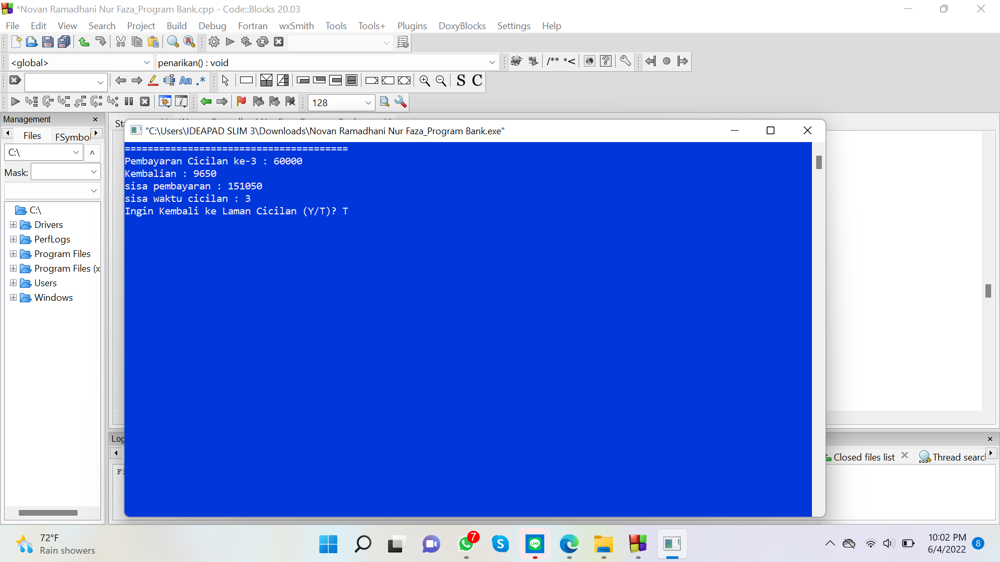 *Novan Ramadhani Nur Faza_Program Bank.cpp - Code::Blocks 20.03
File Edit View Search Project Build Debug Fortran wxSmith Tools Tools+ Plugins DoxyBlocks Settings Help
<global> penarikan() : void /** *<
Aa .* S C
128
Management
Files FSymbol
C:\ ^
Mask:
C:\
Drivers
PerfLogs
Program Files
Program Files (x
Users
Windows
"C:\Users\IDEAPAD SLIM 3\Downloads\Novan Ramadhani Nur Faza_Program Bank.exe"
=======================================
Pembayaran Cicilan ke-3 : 60000
Kembalian : 9650
sisa pembayaran : 151050
sisa waktu cicilan : 3
Ingin Kembali ke Laman Cicilan (Y/T)? T
Log
Closed files list Thread searc
Fi
72°F
Rain showers
7
LINE
10:02 PM
6/4/2022
8